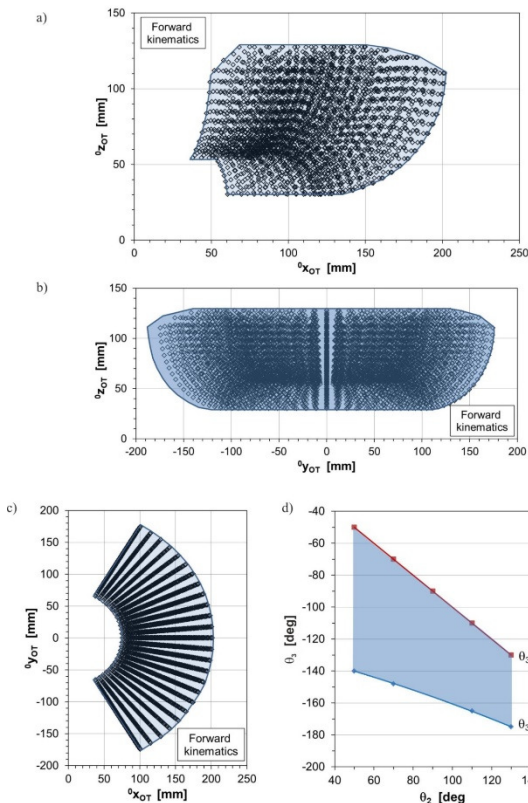 a)
150
Forward
kinematics
100
⁰z_OT [mm]
50
0
0 50 100 150 200 250
⁰x_OT [mm]
b)
150
100
⁰z_OT [mm]
50
0
Forward
kinematics
-200 -150 -100 -50 0 50 100 150 200
⁰y_OT [mm]
c)
200
150
100
50
0
-50
-100
-150
-200
⁰y_OT [mm]
Forward
kinematics
0 50 100 150 200 250
⁰x_OT [mm]
d)
-40
-60
-80
-100
-120
-140
-160
-180
-200
θ₃ [deg]
θ₃
θ₃
40 60 80 100 120 14
θ₂ [deg